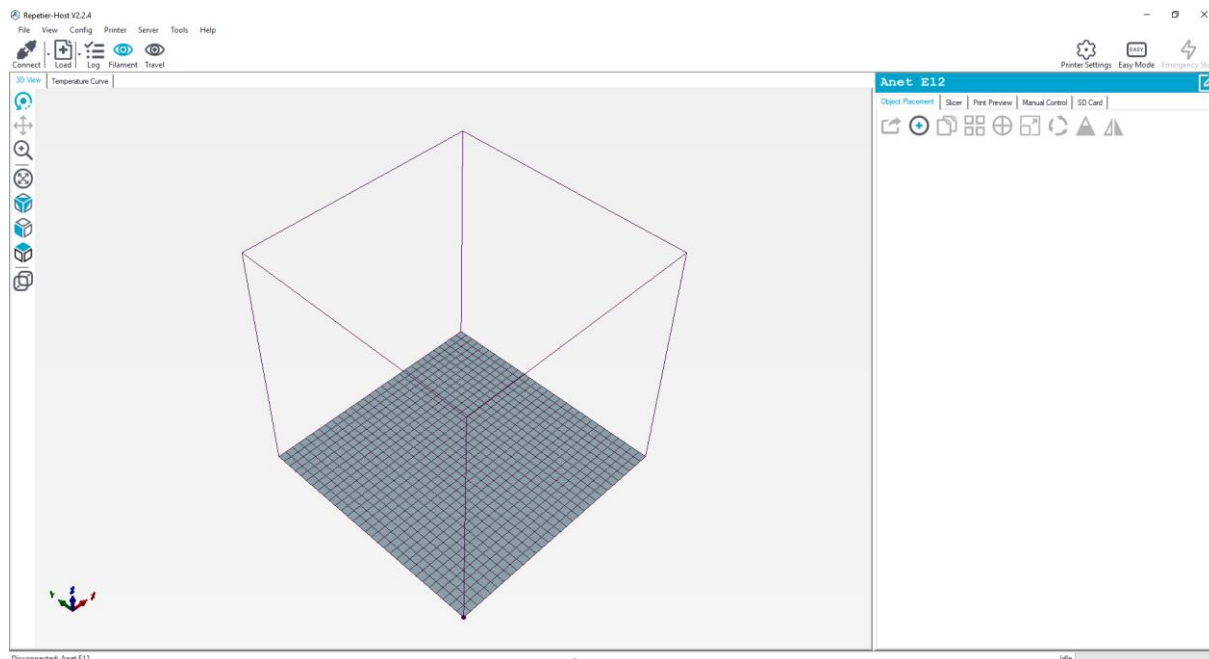 Repetier-Host V2.2.4
File View Config Printer Server Tools Help
Connect Load Log Filament Travel Printer Settings Easy Mode Emergency
EASY
3D View Temperature Curve
Anet E12
Object Placement Slicer Print Preview Manual Control SD Card
Y Z X
Disconnected: Anet E12
Idle